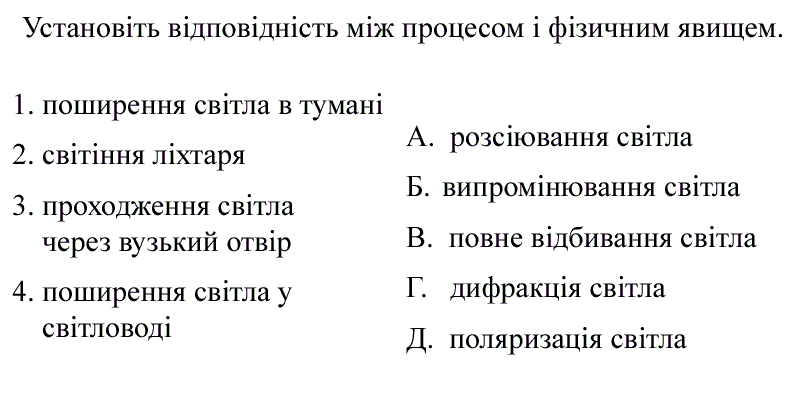 Установіть відповідність між процесом і фізичним явищем.
1. поширення світла в тумані
2. світіння ліхтаря
3. проходження світла
через вузький отвір
4. поширення світла у
світловоді
А. розсіювання світла
Б. випромінювання світла
В. повне відбивання світла
Г. дифракція світла
Д. поляризація світла